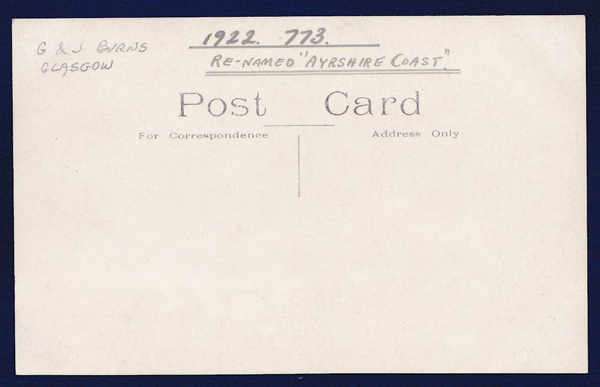 G & J BURNS
GLASGOW
1922. 773.
RE-NAMED "AYRSHIRE COAST".
Post Card
For Correspondence
Address Only